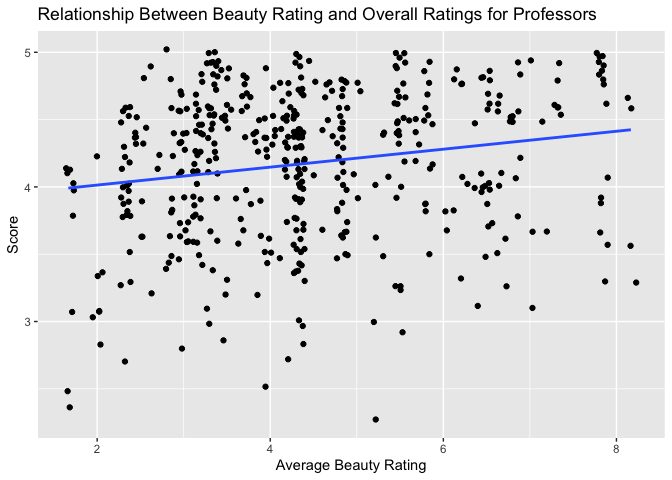 Relationship Between Beauty Rating and Overall Ratings for Professors
5
4
3
Score
2 4 6 8
Average Beauty Rating